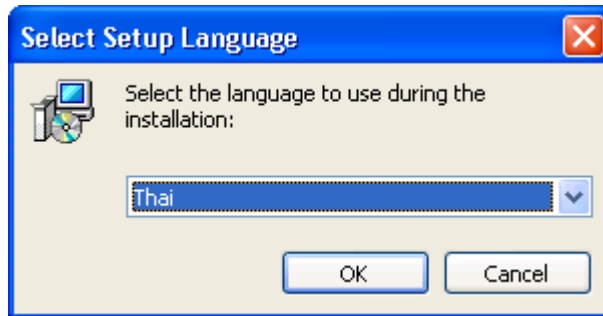 Select Setup Language
Select the language to use during the
installation:
Thai
OK
Cancel